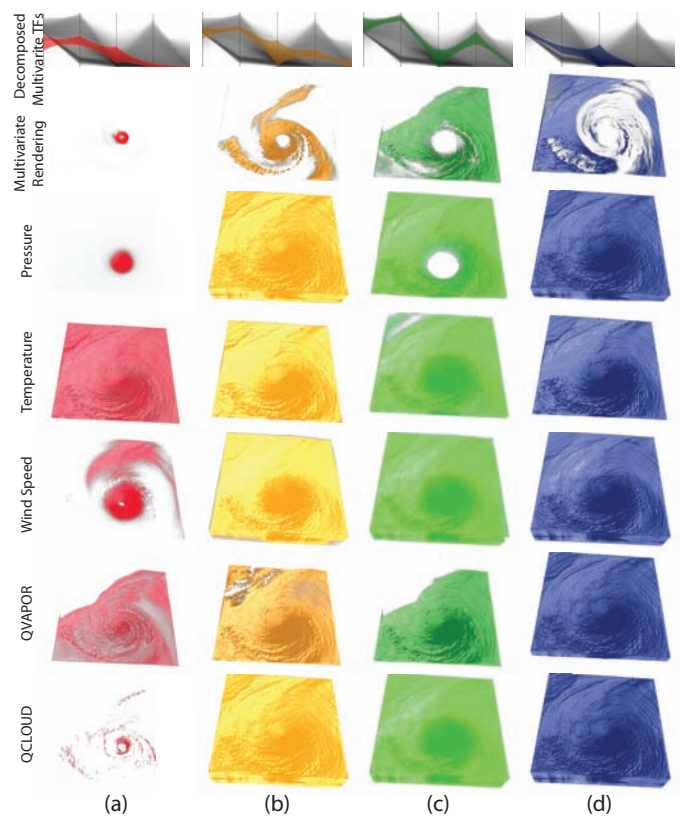 Decomposed
Multivarite TFs
Multivariate
Rendering
Pressure
Temperature
Wind Speed
QVAPOR
QCLOUD
(a) (b) (c) (d)